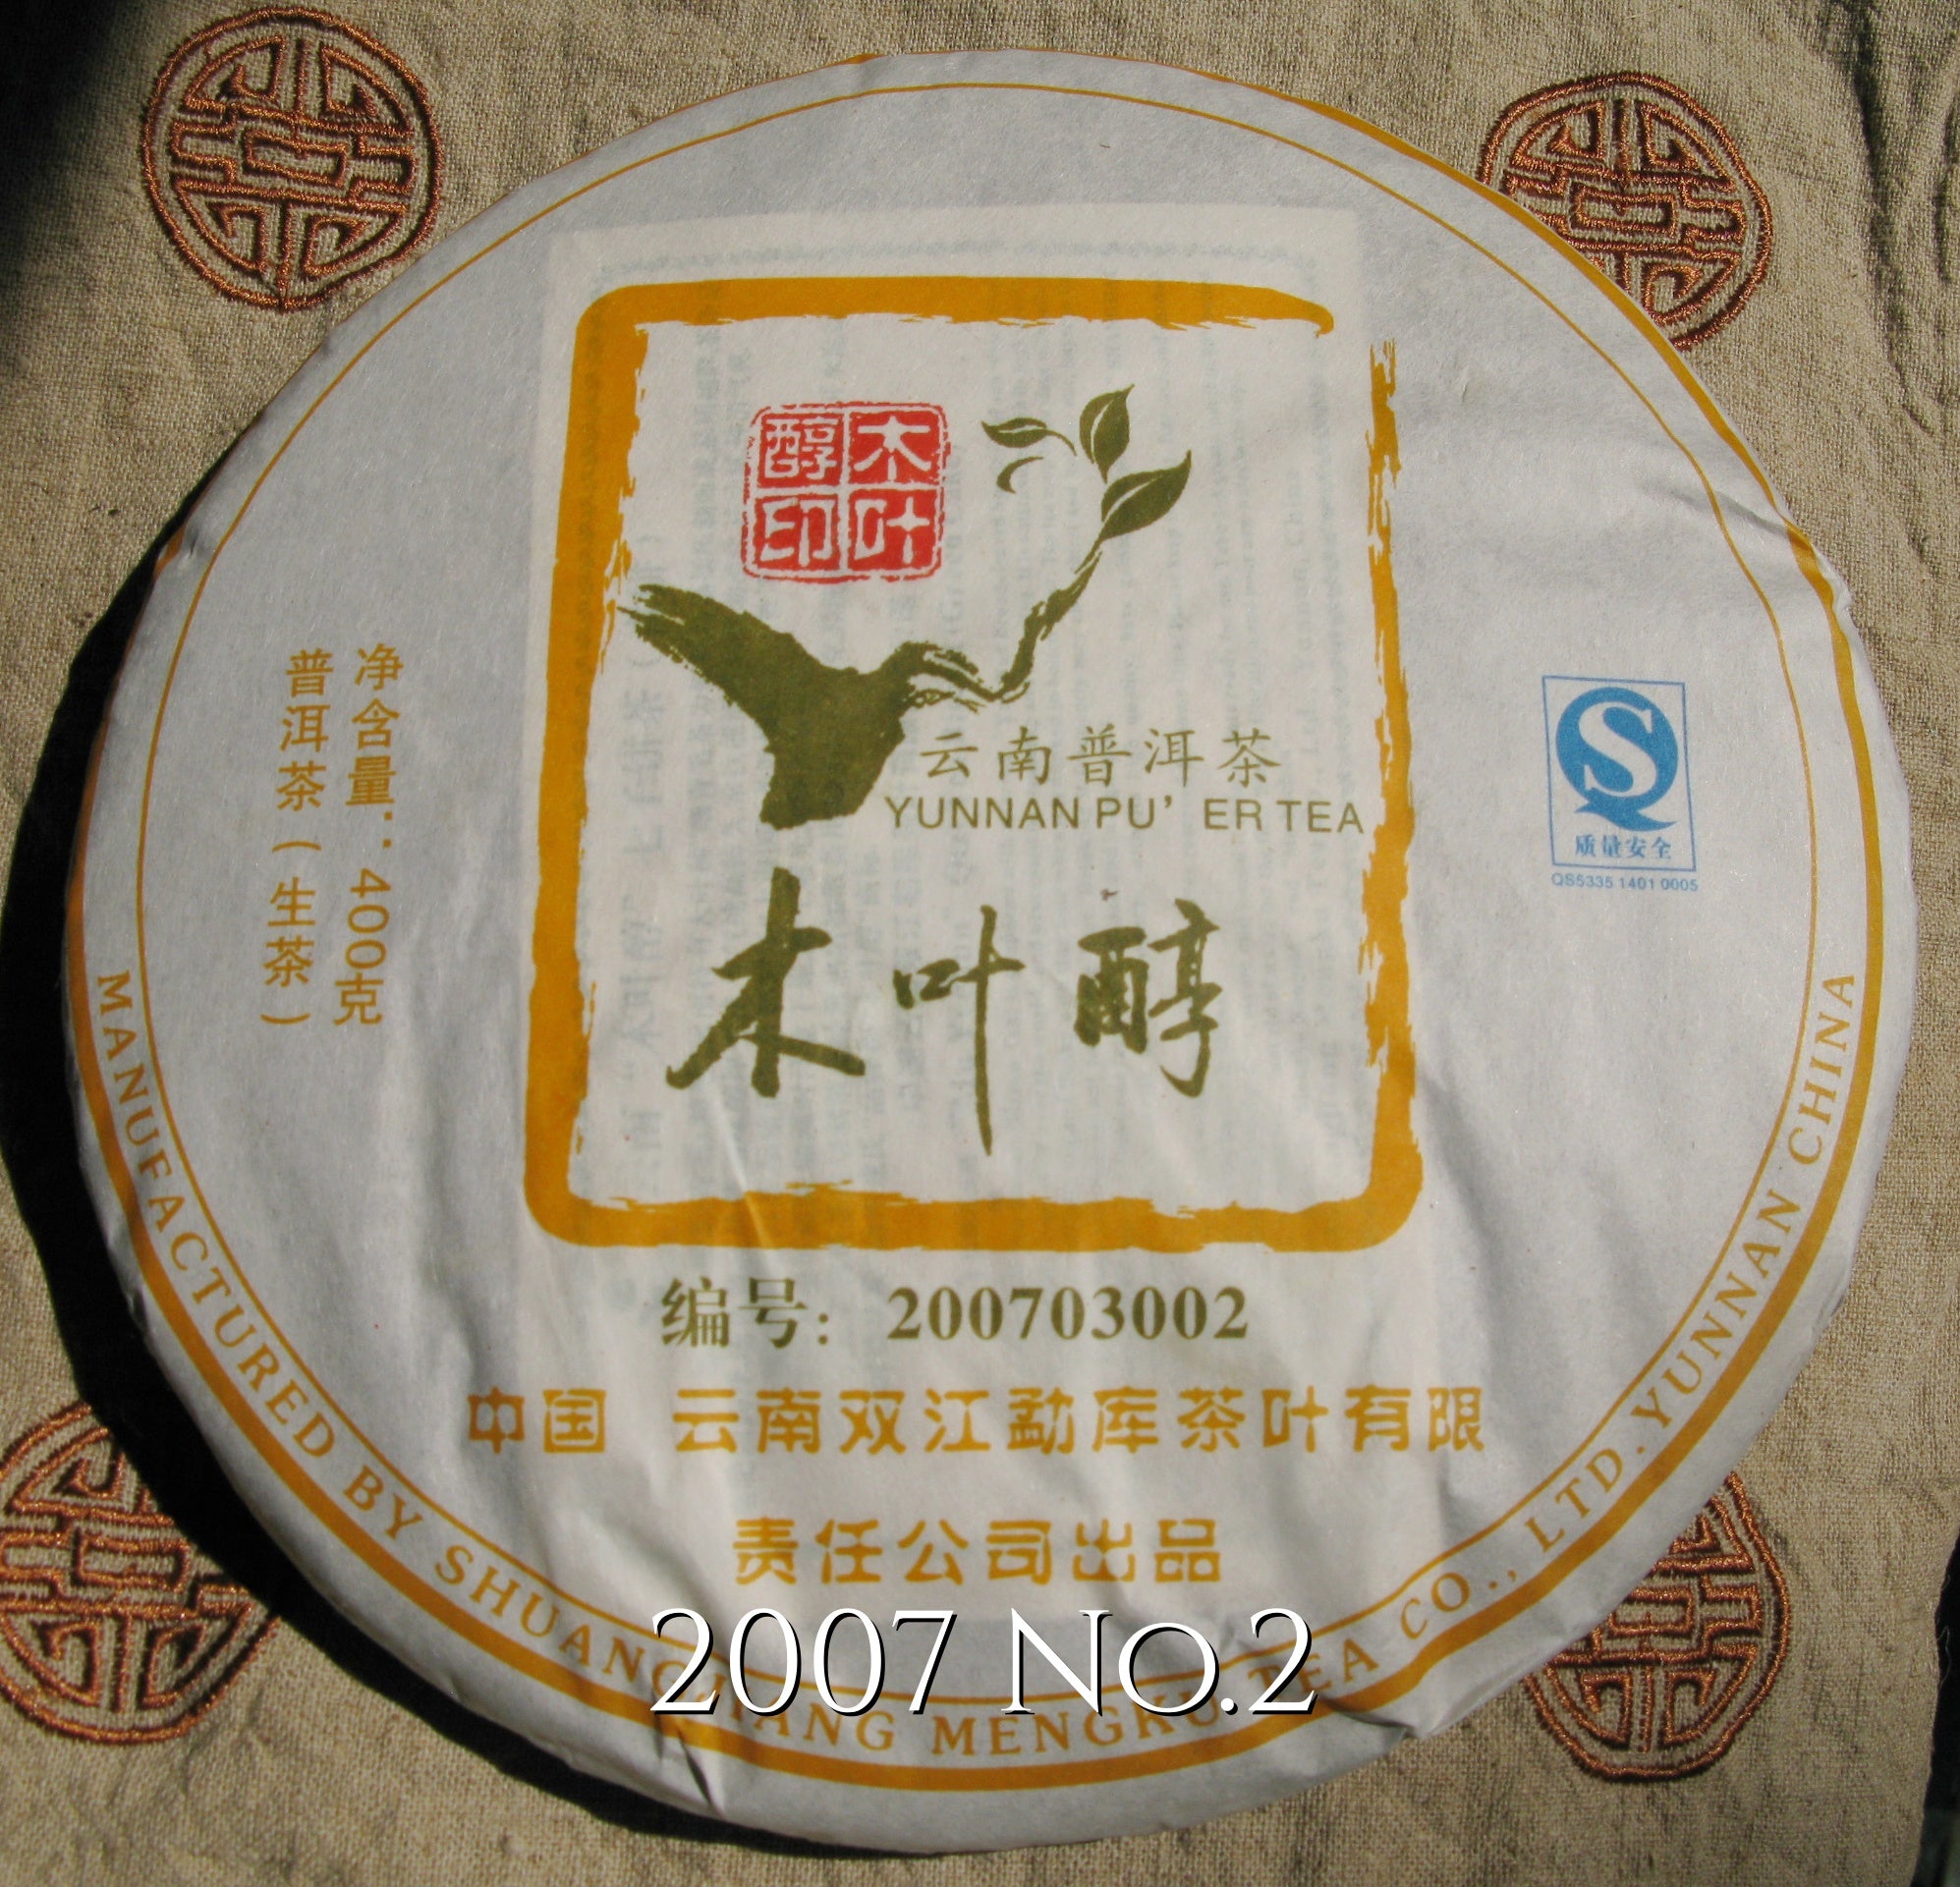 木叶
醇印
云南普洱茶
YUNNAN PU’ER TEA
木叶醇
净含量：400克
普洱茶（生茶）
质量安全
QS5335 1401 0005
编号：200703002
中国 云南双江勐库茶叶有限
责任公司出品
MANUFACTURED BY SHUANGJIANG MENGKU TEA CO., LTD. YUNNAN CHINA
2007 No.2